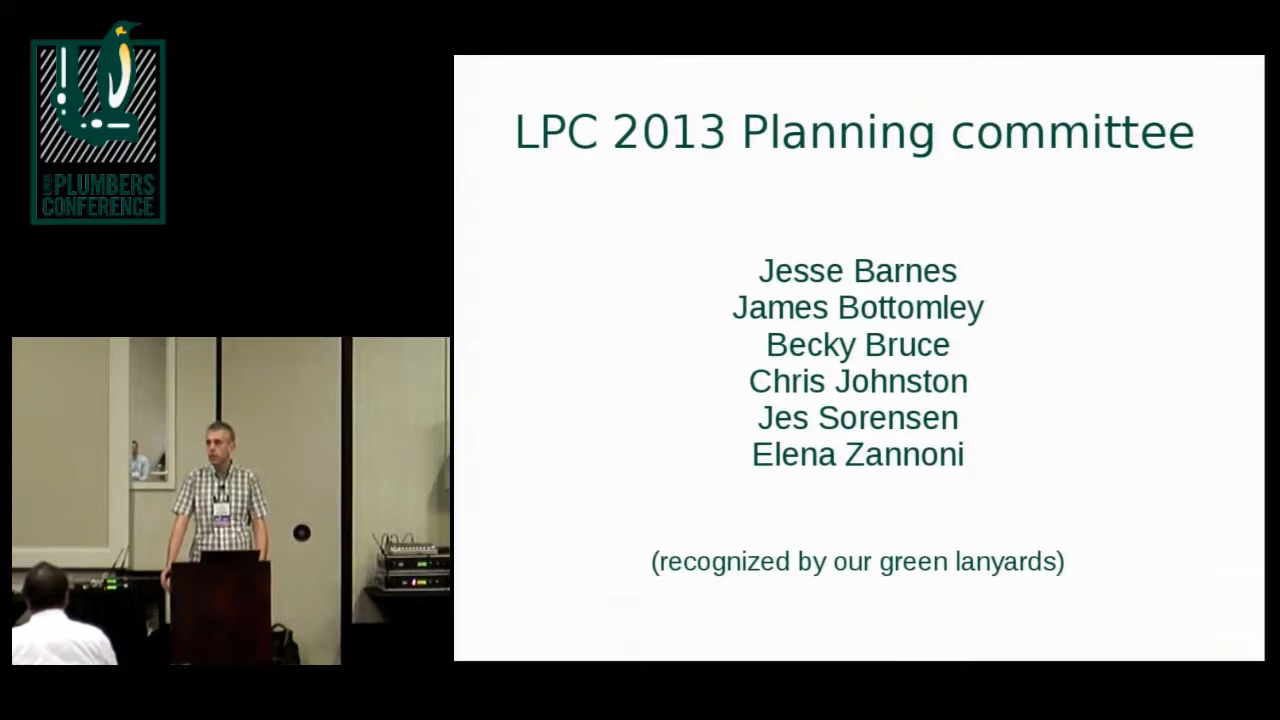 LINUX
PLUMBERS
CONFERENCE
LPC 2013 Planning committee
Jesse Barnes
James Bottomley
Becky Bruce
Chris Johnston
Jes Sorensen
Elena Zannoni
(recognized by our green lanyards)